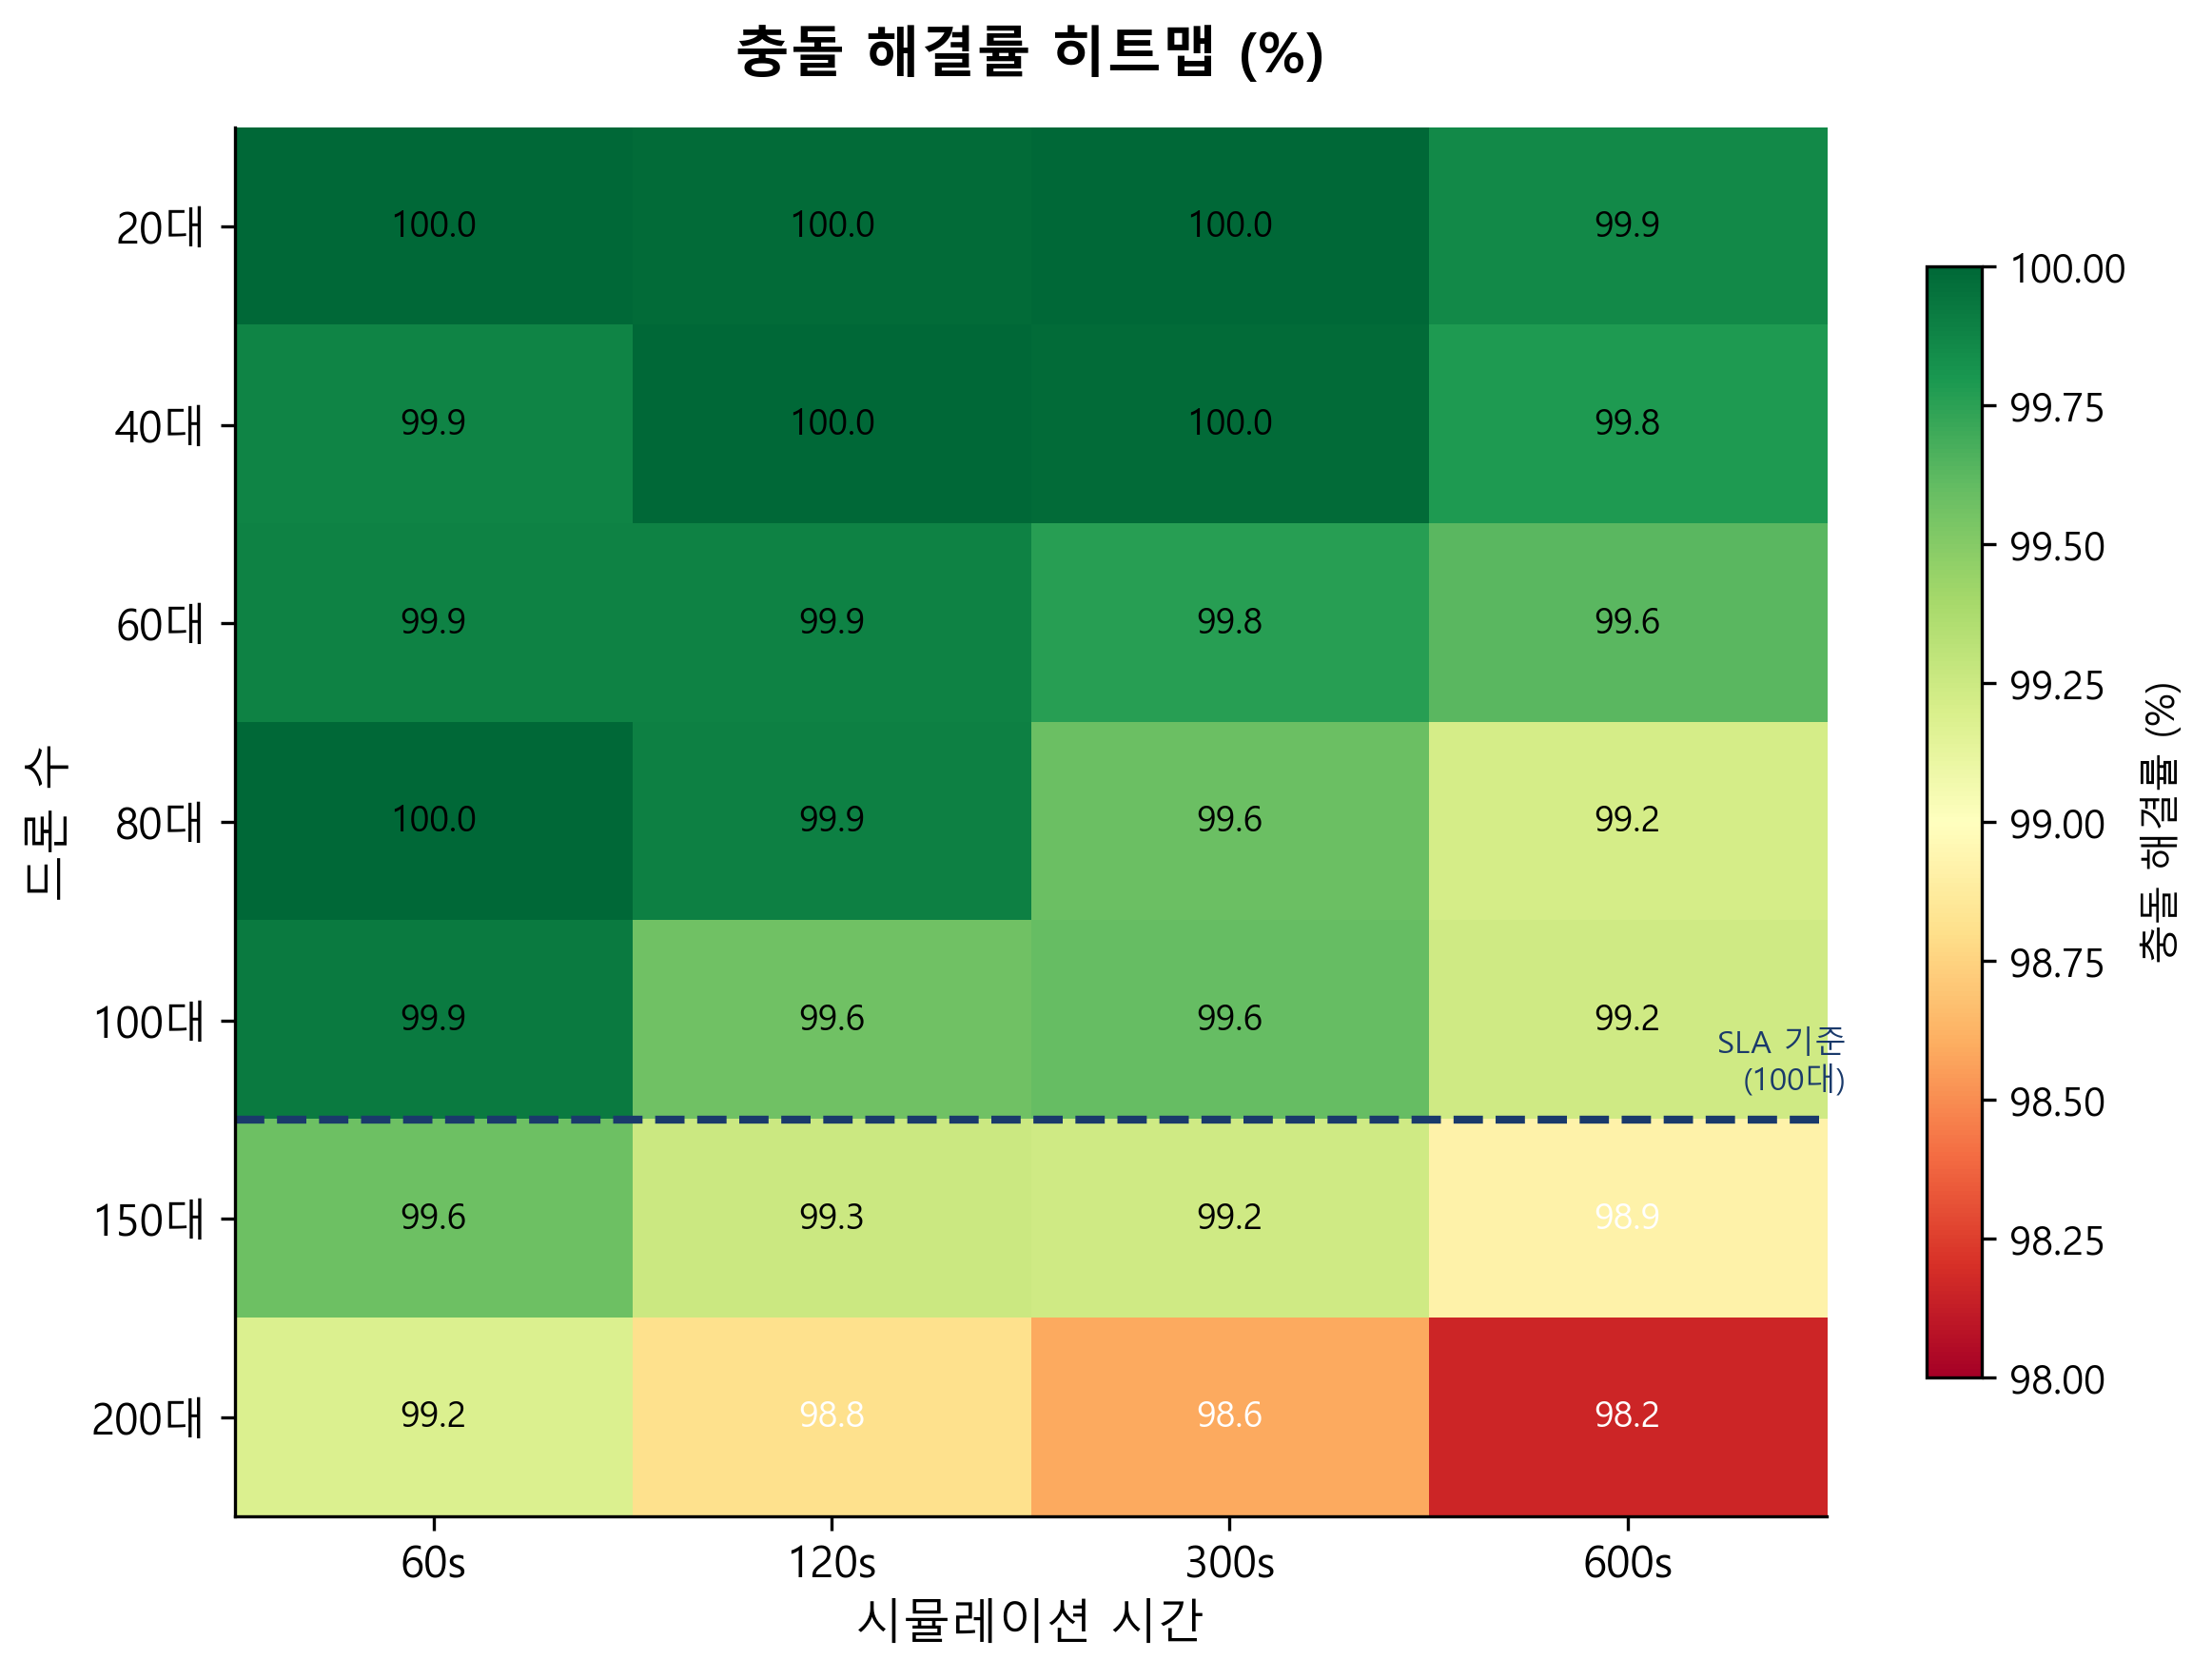 충돌 해결률 히트맵 (%)
드론 수
20대 100.0 100.0 100.0 99.9
40대 99.9 100.0 100.0 99.8
60대 99.9 99.9 99.8 99.6
80대 100.0 99.9 99.6 99.2
100대 99.9 99.6 99.6 99.2
SLA 기준
(100대)
150대 99.6 99.3 99.2 98.9
200대 99.2 98.8 98.6 98.2
60s 120s 300s 600s
시뮬레이션 시간
100.00
99.75
99.50
99.25
99.00
98.75
98.50
98.25
98.00
충돌 해결률 (%)